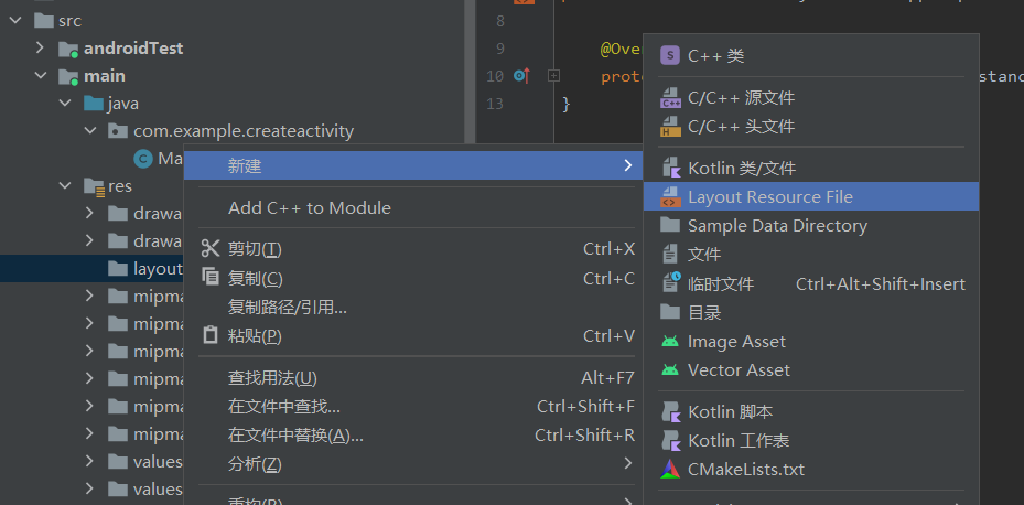 src
androidTest
main
java
com.example.createactivity
Ma
res
drawa
drawa
layout
mipma
mipma
mipma
mipma
mipma
mipma
values
values
8
9 @Ove
10 prote stance
13 }
新建
Add C++ to Module
剪切(T) Ctrl+X
复制(C) Ctrl+C
复制路径/引用...
粘贴(P) Ctrl+V
查找用法(U) Alt+F7
在文件中查找... Ctrl+Shift+F
在文件中替换(A)... Ctrl+Shift+R
分析(Z)
重构(R)
C++ 类
C/C++ 源文件
C/C++ 头文件
Kotlin 类/文件
Layout Resource File
Sample Data Directory
文件
临时文件 Ctrl+Alt+Shift+Insert
目录
Image Asset
Vector Asset
Kotlin 脚本
Kotlin 工作表
CMakeLists.txt